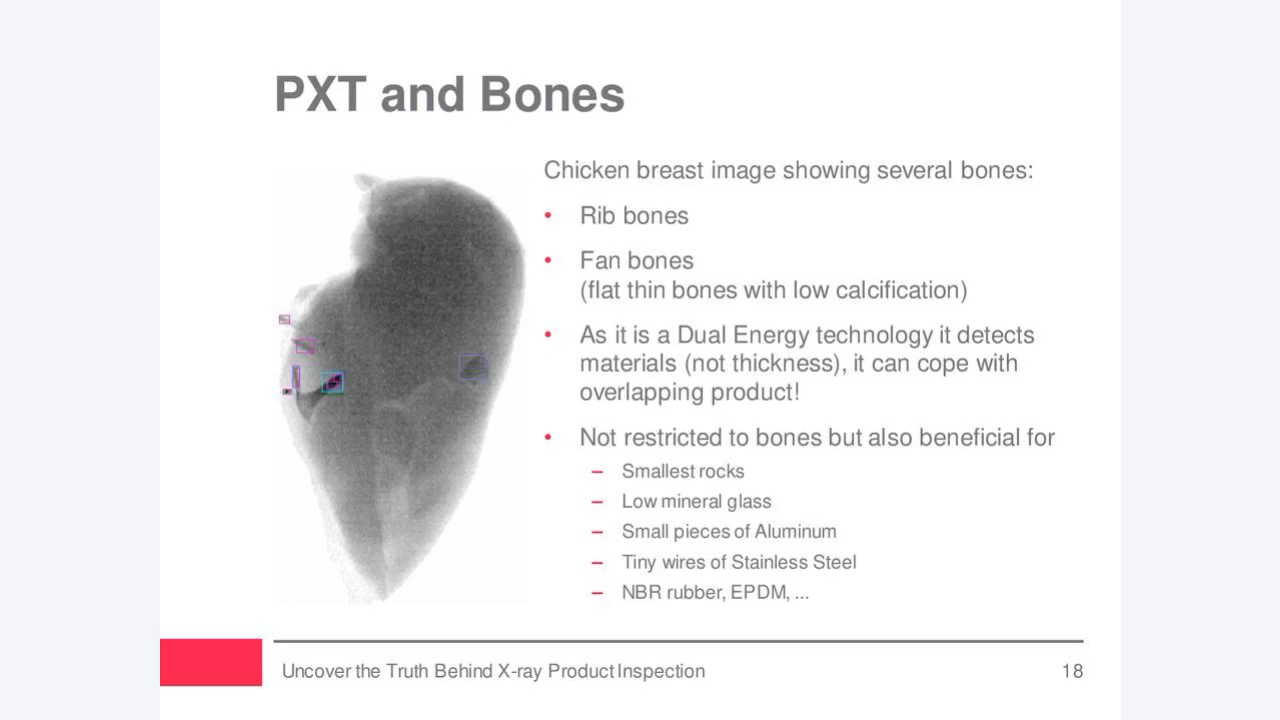 PXT and Bones
Chicken breast image showing several bones:
• Rib bones
• Fan bones
(flat thin bones with low calcification)
• As it is a Dual Energy technology it detects
materials (not thickness), it can cope with
overlapping product!
• Not restricted to bones but also beneficial for
– Smallest rocks
– Low mineral glass
– Small pieces of Aluminum
– Tiny wires of Stainless Steel
– NBR rubber, EPDM, ...
Uncover the Truth Behind X-ray Product Inspection
18